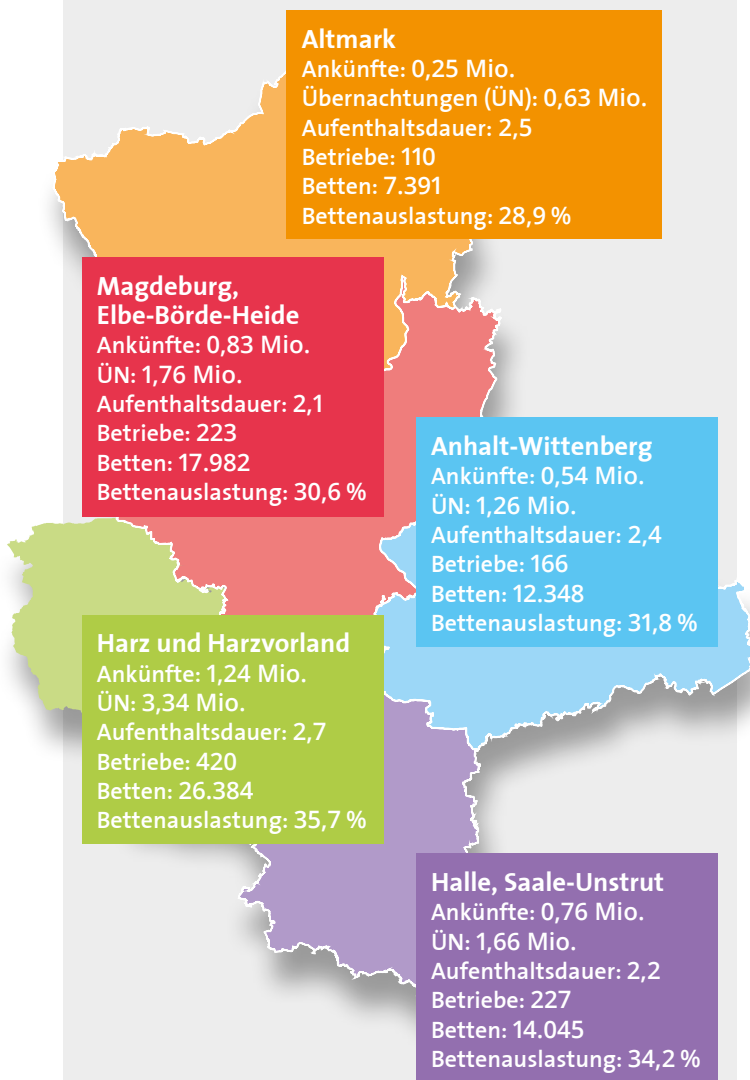 Altmark
Ankünfte: 0,25 Mio.
Übernachtungen (ÜN): 0,63 Mio.
Aufenthaltsdauer: 2,5
Betriebe: 110
Betten: 7.391
Bettenauslastung: 28,9 %
Magdeburg,
Elbe-Börde-Heide
Ankünfte: 0,83 Mio.
ÜN: 1,76 Mio.
Aufenthaltsdauer: 2,1
Betriebe: 223
Betten: 17.982
Bettenauslastung: 30,6 %
Anhalt-Wittenberg
Ankünfte: 0,54 Mio.
ÜN: 1,26 Mio.
Aufenthaltsdauer: 2,4
Betriebe: 166
Betten: 12.348
Bettenauslastung: 31,8 %
Harz und Harzvorland
Ankünfte: 1,24 Mio.
ÜN: 3,34 Mio.
Aufenthaltsdauer: 2,7
Betriebe: 420
Betten: 26.384
Bettenauslastung: 35,7 %
Halle, Saale-Unstrut
Ankünfte: 0,76 Mio.
ÜN: 1,66 Mio.
Aufenthaltsdauer: 2,2
Betriebe: 227
Betten: 14.045
Bettenauslastung: 34,2 %